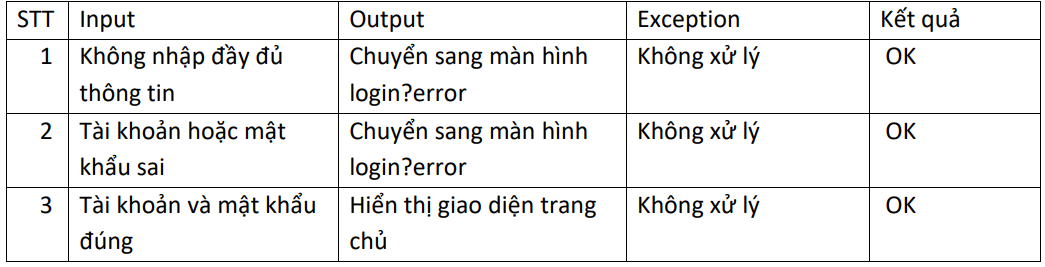 STT Input Output Exception Kết quả
1 Không nhập đầy đủ thông tin Chuyển sang màn hình login?error Không xử lý OK
2 Tài khoản hoặc mật khẩu sai Chuyển sang màn hình login?error Không xử lý OK
3 Tài khoản và mật khẩu đúng Hiển thị giao diện trang chủ Không xử lý OK